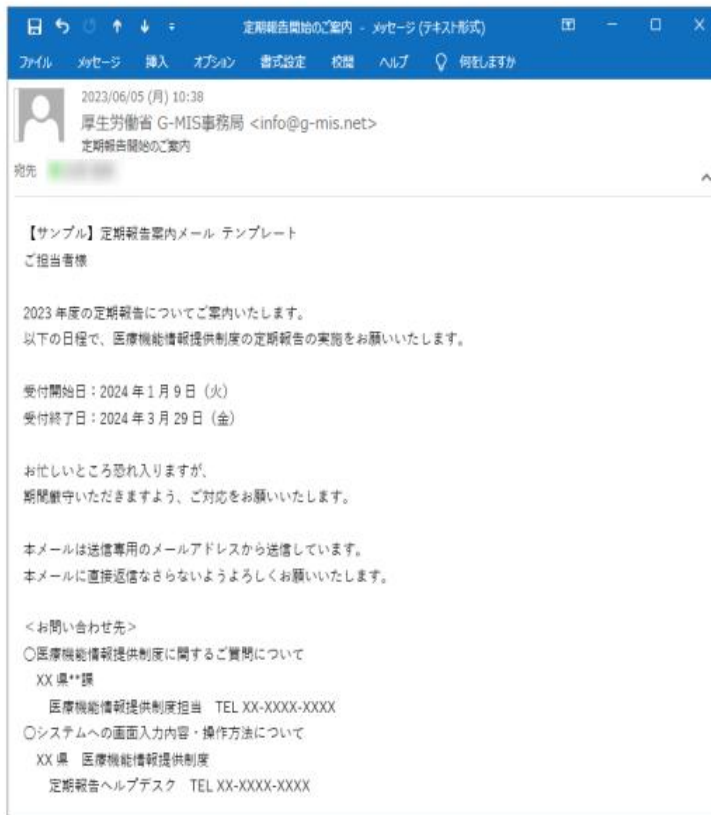 定期報告開始のご案内 - メッセージ (テキスト形式)
ファイル メッセージ 挿入 オプション 書式設定 校閲 ヘルプ 何をしますか
2023/06/05 (月) 10:38
厚生労働省 G-MIS事務局 <info@g-mis.net>
定期報告開始のご案内
宛先
【サンプル】定期報告案内メール テンプレート
ご担当者様
2023 年度の定期報告についてご案内いたします。
以下の日程で、医療機能情報提供制度の定期報告の実施をお願いいたします。
受付開始日：2024 年 1 月 9 日（火）
受付終了日：2024 年 3 月 29 日（金）
お忙しいところ恐れ入りますが、
期間厳守いただきますよう、ご対応をお願いいたします。
本メールは送信専用のメールアドレスから送信しています。
本メールに直接返信なさらないようよろしくお願いいたします。
＜お問い合わせ先＞
〇医療機能情報提供制度に関するご質問について
XX 県**課
医療機能情報提供制度担当 TEL XX-XXXX-XXXX
〇システムへの画面入力内容・操作方法について
XX 県 医療機能情報提供制度
定期報告ヘルプデスク TEL XX-XXXX-XXXX